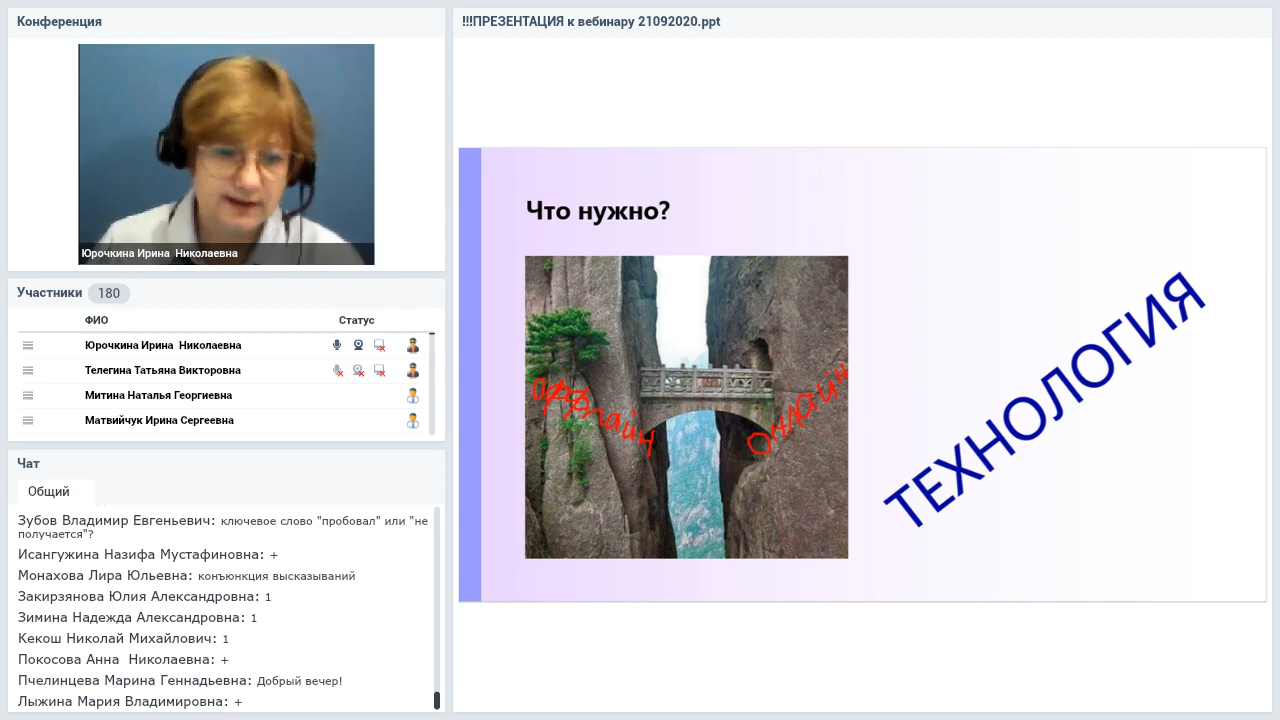 Конференция
Юрочкина Ирина  Николаевна
Участники 180
ФИО Статус
Юрочкина Ирина  Николаевна
Телегина Татьяна Викторовна
Митина Наталья Георгиевна
Матвийчук Ирина Сергеевна
Чат
Общий
Зубов Владимир Евгеньевич: ключевое слово "пробовал" или "не
получается"?
Исангужина Назифа Мустафиновна: +
Монахова Лира Юльевна: конъюнкция высказываний
Закирзянова Юлия Александровна: 1
Зимина Надежда Александровна: 1
Кекош Николай Михайлович: 1
Покосова Анна  Николаевна: +
Пчелинцева Марина Геннадьевна: Добрый вечер!
Лыжина Мария Владимировна: +
!!!ПРЕЗЕНТАЦИЯ к вебинару 21092020.ppt
Что нужно?
оффлайн
Онлайн
ТЕХНОЛОГИЯ